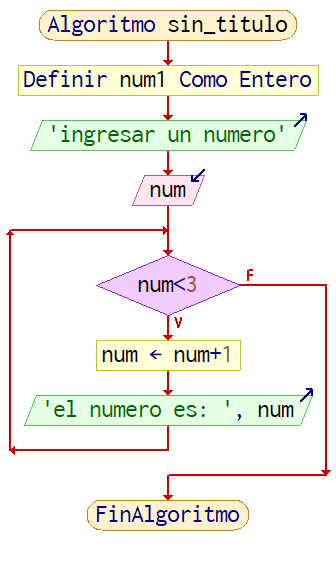 Algoritmo sin_titulo
Definir num1 Como Entero
'ingresar un numero'
num
num<3
F
V
num ← num+1
'el numero es: ', num
FinAlgoritmo